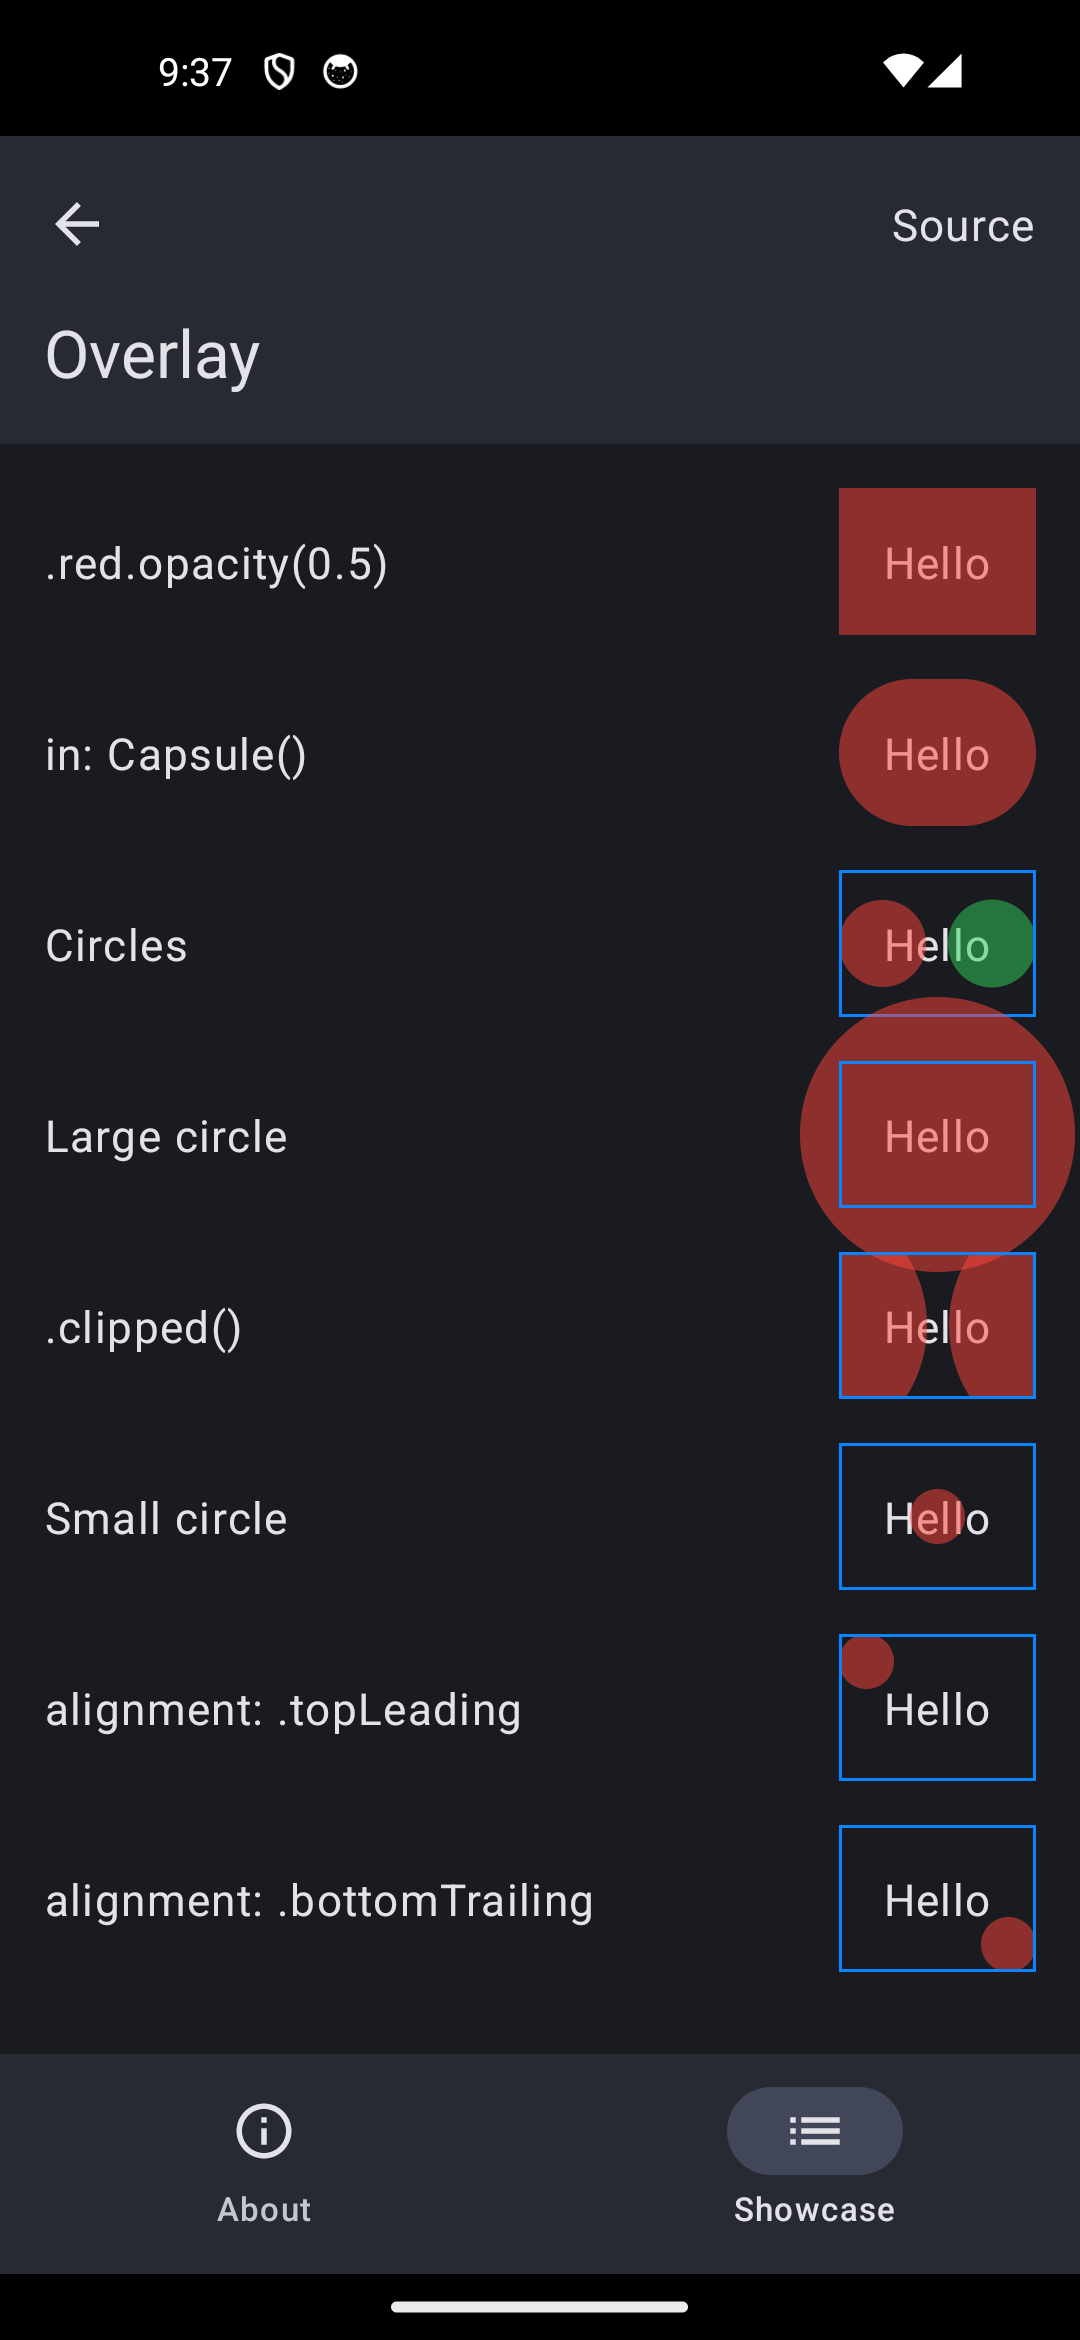 9:37
Source
Overlay
.red.opacity(0.5) Hello
in: Capsule() Hello
Circles Hello
Large circle Hello
.clipped() Hello
Small circle Hello
alignment: .topLeading Hello
alignment: .bottomTrailing Hello
About Showcase